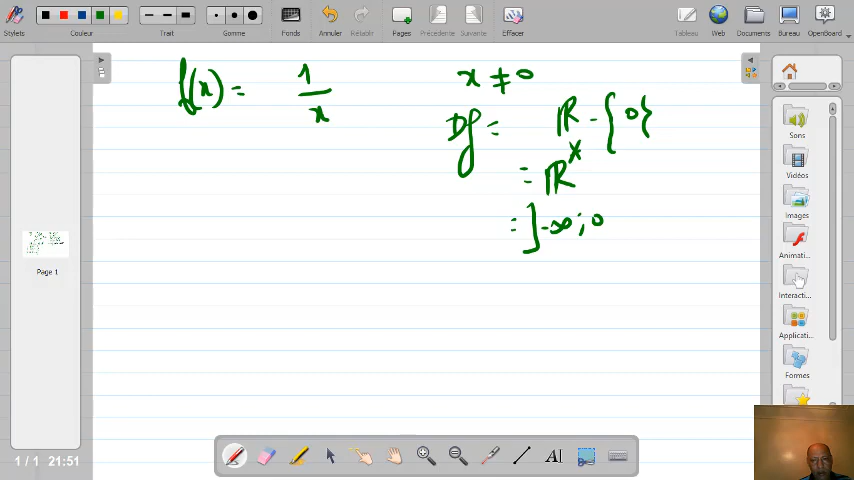 Stylets Couleur Trait Gomme Fonds Annuler Rétablir Pages Précédente Suivante Effacer Tableau Web Documents Bureau OpenBoard
f(x) = 1/x x ≠ 0
Df = ℝ - {0}
= ℝ*
= ]-∞; 0
Page 1
Sons
Vidéos
Images
Animati...
Interacti...
Applicati...
Formes
1 / 1 21:51